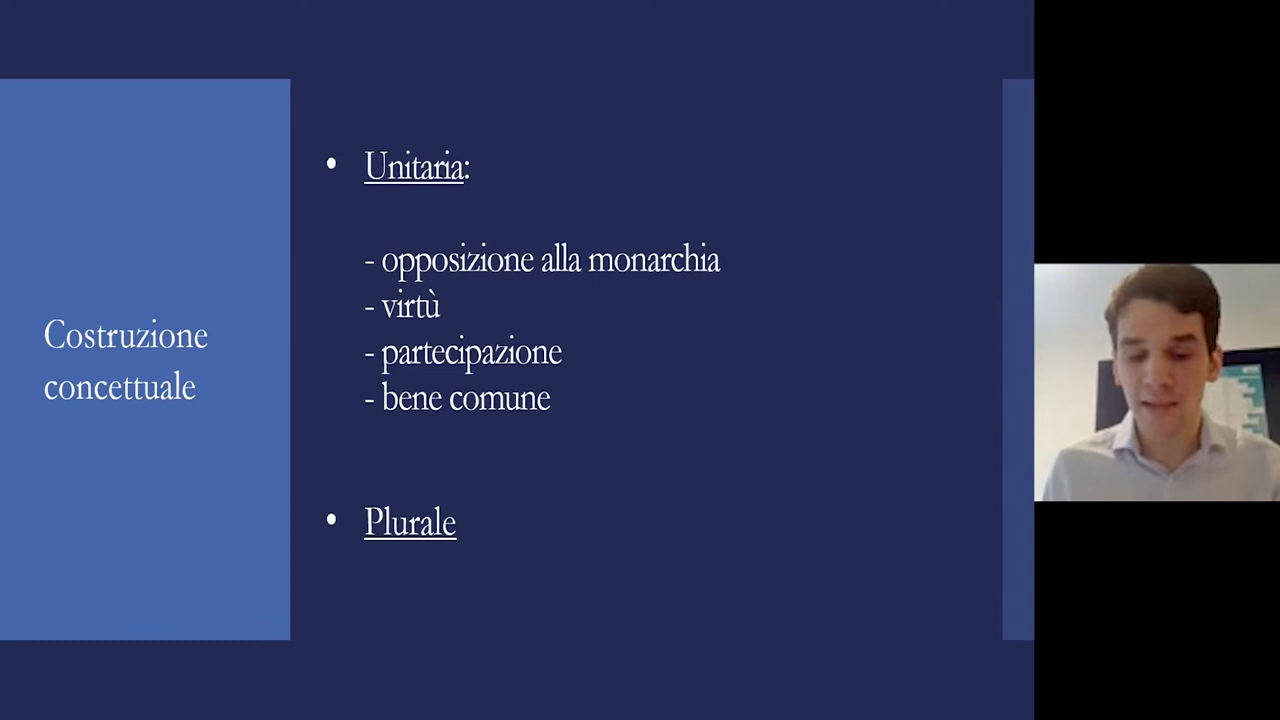 Costruzione
concettuale
• Unitaria:
- opposizione alla monarchia
- virtù
- partecipazione
- bene comune
• Plurale